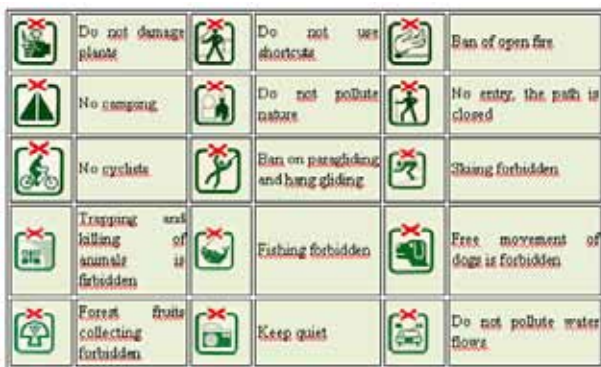 Do not damage
plants
Do not use
shortcuts
Ban of open fire
No camping
Do not pollute
nature
No entry, the path is
closed
No cyclists
Ban on paragliding
and hang gliding
Skiing forbidden
Trapping and
killing of
animals is
firbidden
Fishing forbidden
Free movement of
dogs is forbidden
Forest fruits
collecting
forbidden
Keep quiet
Do not pollute water
flows